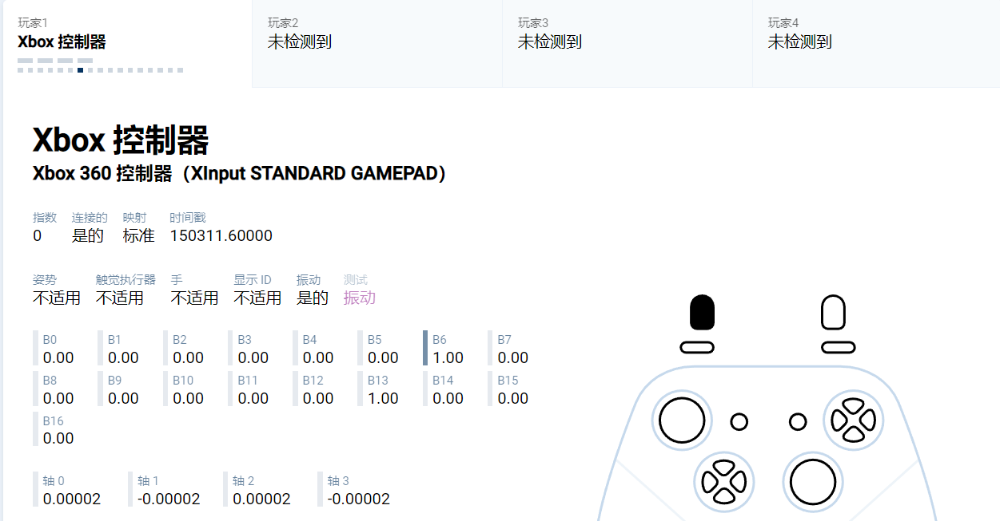 玩家1 玩家2 玩家3 玩家4
Xbox 控制器 未检测到 未检测到 未检测到
Xbox 控制器
Xbox 360 控制器（XInput STANDARD GAMEPAD）
指数 连接的 映射 时间戳
0 是的 标准 150311.60000
姿势 触觉执行器 手 显示 ID 振动 测试
不适用 不适用 不适用 不适用 是的 振动
B0 B1 B2 B3 B4 B5 B6 B7
0.00 0.00 0.00 0.00 0.00 0.00 1.00 0.00
B8 B9 B10 B11 B12 B13 B14 B15
0.00 0.00 0.00 0.00 0.00 1.00 0.00 0.00
B16
0.00
轴 0 轴 1 轴 2 轴 3
0.00002 -0.00002 0.00002 -0.00002